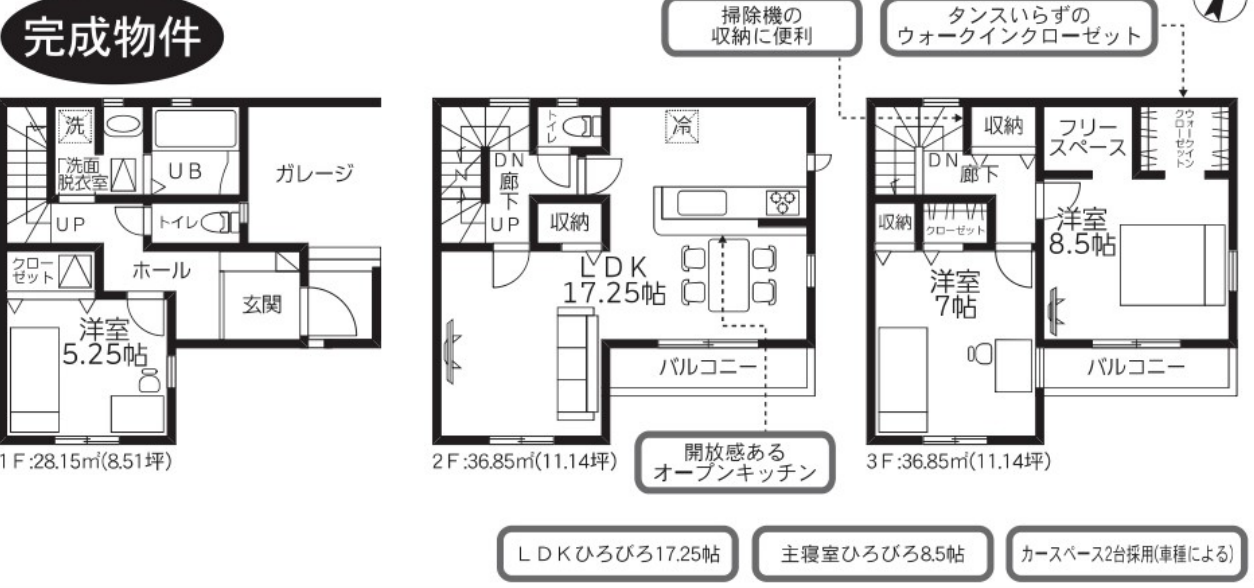 完成物件
掃除機の
収納に便利
タンスいらずの
ウォークインクローゼット
洗
洗面
脱衣室
UB
ガレージ
UP
トイレ
クロー
ゼット
ホール
玄関
洋室
5.25帖
1F:28.15㎡(8.51坪)
トイレ
冷
DN
廊下
UP
収納
LDK
17.25帖
バルコニー
2F:36.85㎡(11.14坪)
開放感ある
オープンキッチン
収納
フリー
スペース
ウォークイン
クローゼット
DN
廊下
収納
クローゼット
洋室
8.5帖
洋室
7帖
バルコニー
3F:36.85㎡(11.14坪)
LDKひろびろ17.25帖
主寝室ひろびろ8.5帖
カースペース2台採用(車種による)